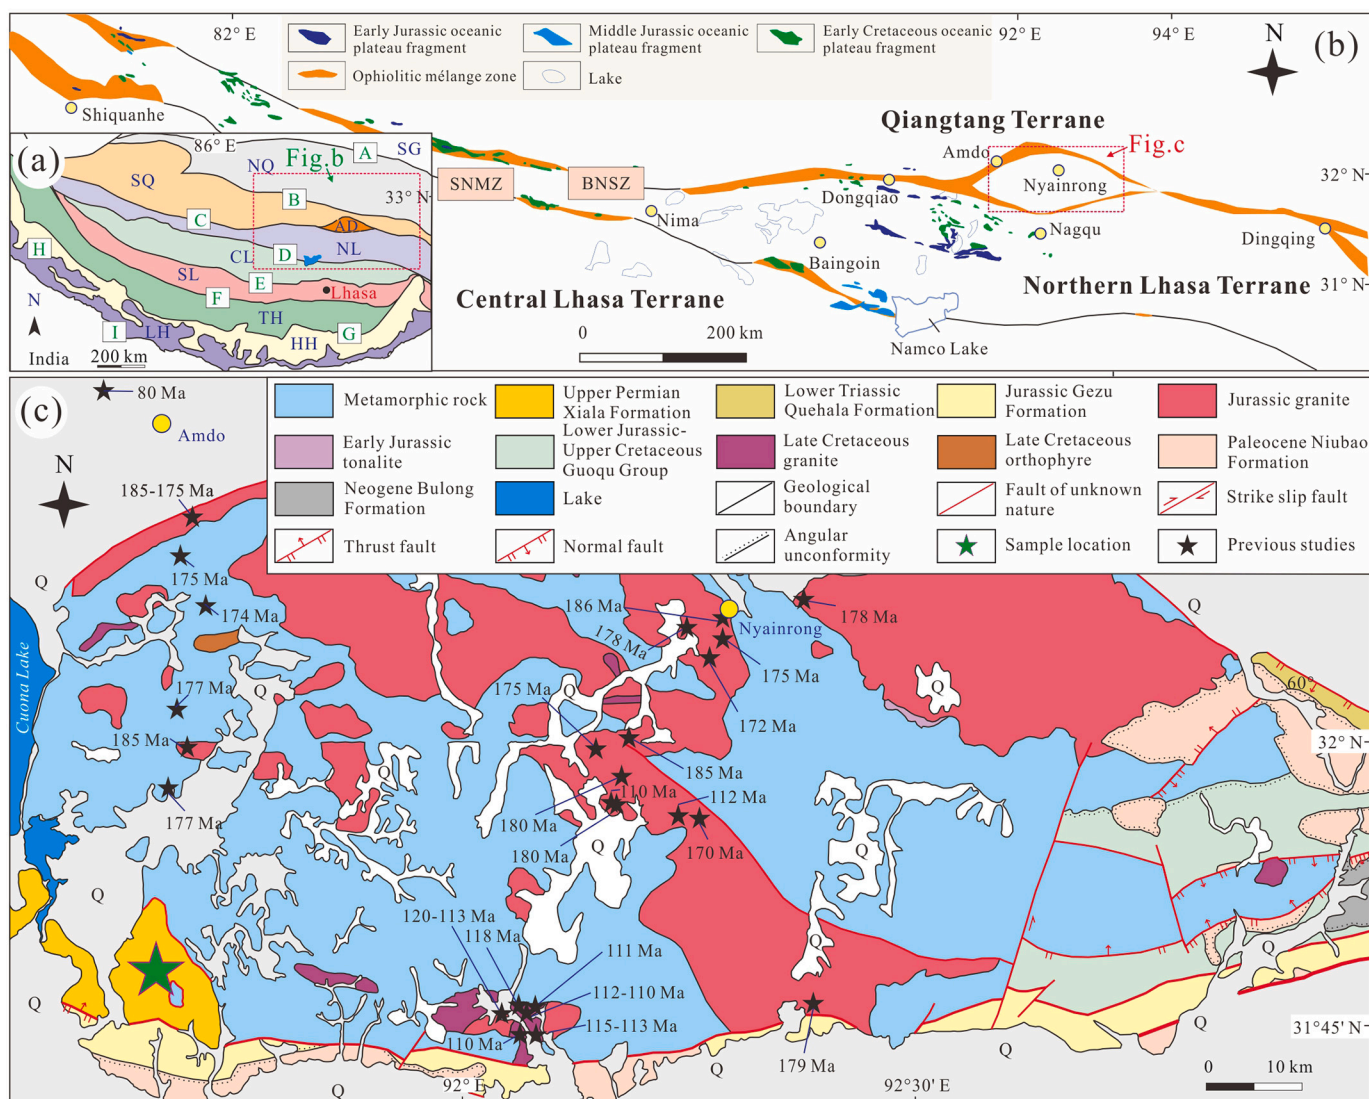 82° E
Early Jurassic oceanic
plateau fragment
Middle Jurassic oceanic
plateau fragment
Early Cretaceous oceanic
plateau fragment
Ophiolitic mélange zone
Lake
92° E
94° E
N
(b)
Shiquanhe
Qiangtang Terrane
Fig.c
Amdo
Nyainrong
32° N
SNMZ
BNSZ
Dongqiao
Nima
Nagqu
Dingqing
Baingoin
31° N
Central Lhasa Terrane
Northern Lhasa Terrane
0
200 km
Namco Lake
(a)
86° E
NQ
A
SG
Fig.b
SQ
33° N
B
C
AD
H
CL
D
NL
SL
E
Lhasa
F
N
TH
G
I
LH
HH
India
200 km
(c)
80 Ma
Amdo
N
Metamorphic rock
Upper Permian
Xiala Formation
Lower Triassic
Quehala Formation
Jurassic Gezu
Formation
Jurassic granite
Early Jurassic
tonalite
Lower Jurassic-
Upper Cretaceous
Guoqu Group
Late Cretaceous
granite
Late Cretaceous
orthophyre
Paleocene Niubao
Formation
Neogene Bulong
Formation
Lake
Geological
boundary
Fault of unknown
nature
Strike slip fault
Thrust fault
Normal fault
Angular
unconformity
Sample location
Previous studies
185-175 Ma
Q
175 Ma
174 Ma
186 Ma
178 Ma
Nyainrong
178 Ma
Q
175 Ma
Cuona Lake
177 Ma
Q
175 Ma
Q
Q
60°
172 Ma
185 Ma
32° N
Q
185 Ma
110 Ma
112 Ma
177 Ma
180 Ma
180 Ma
Q
170 Ma
Q
Q
120-113 Ma
118 Ma
111 Ma
Q
Q
Q
112-110 Ma
115-113 Ma
110 Ma
Q
31°45' N
179 Ma
Q
Q
Q
92° E
92°30' E
0
10 km